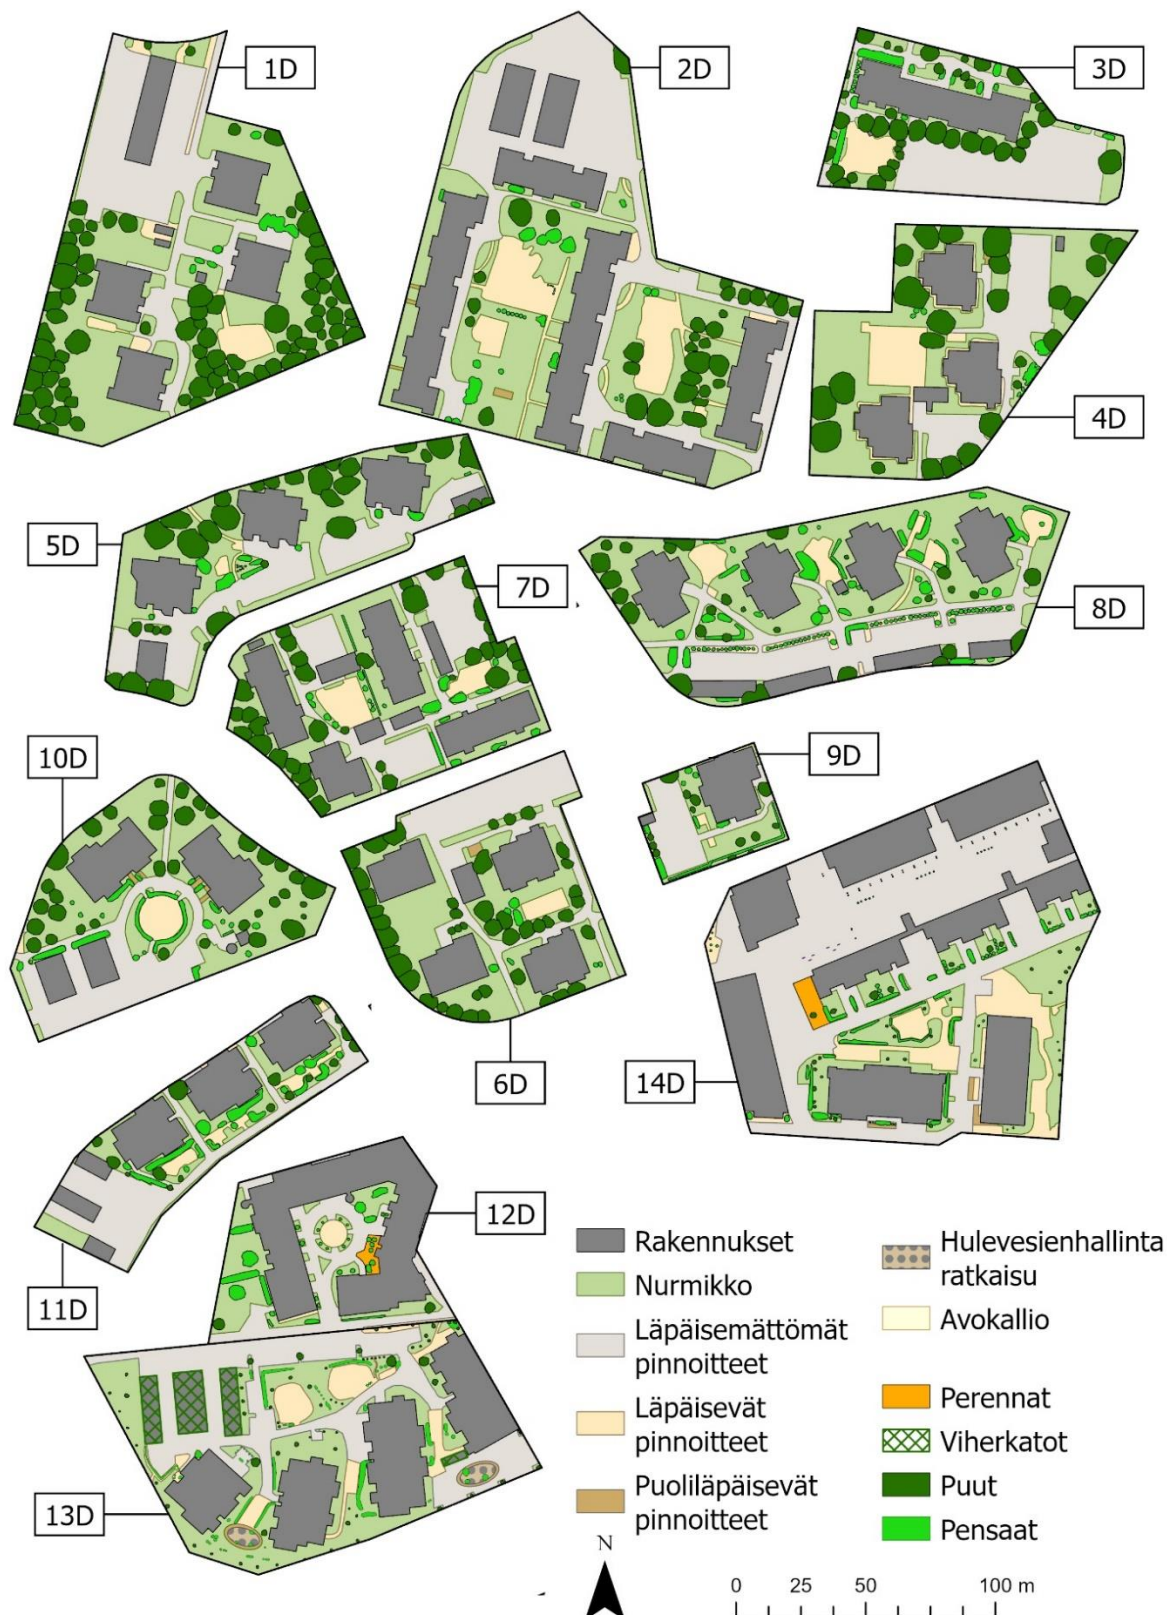 1D
2D
3D
4D
5D
7D
8D
10D
9D
6D
14D
11D
12D
13D
Rakennukset
Nurmikko
Läpäisemättömät
pinnoitteet
Läpäisevät
pinnoitteet
Puoliläpäisevät
pinnoitteet
Hulevesienhallinta
ratkaisu
Avokallio
Perennat
Viherkatot
Puut
Pensaat
N
0 25 50 100 m